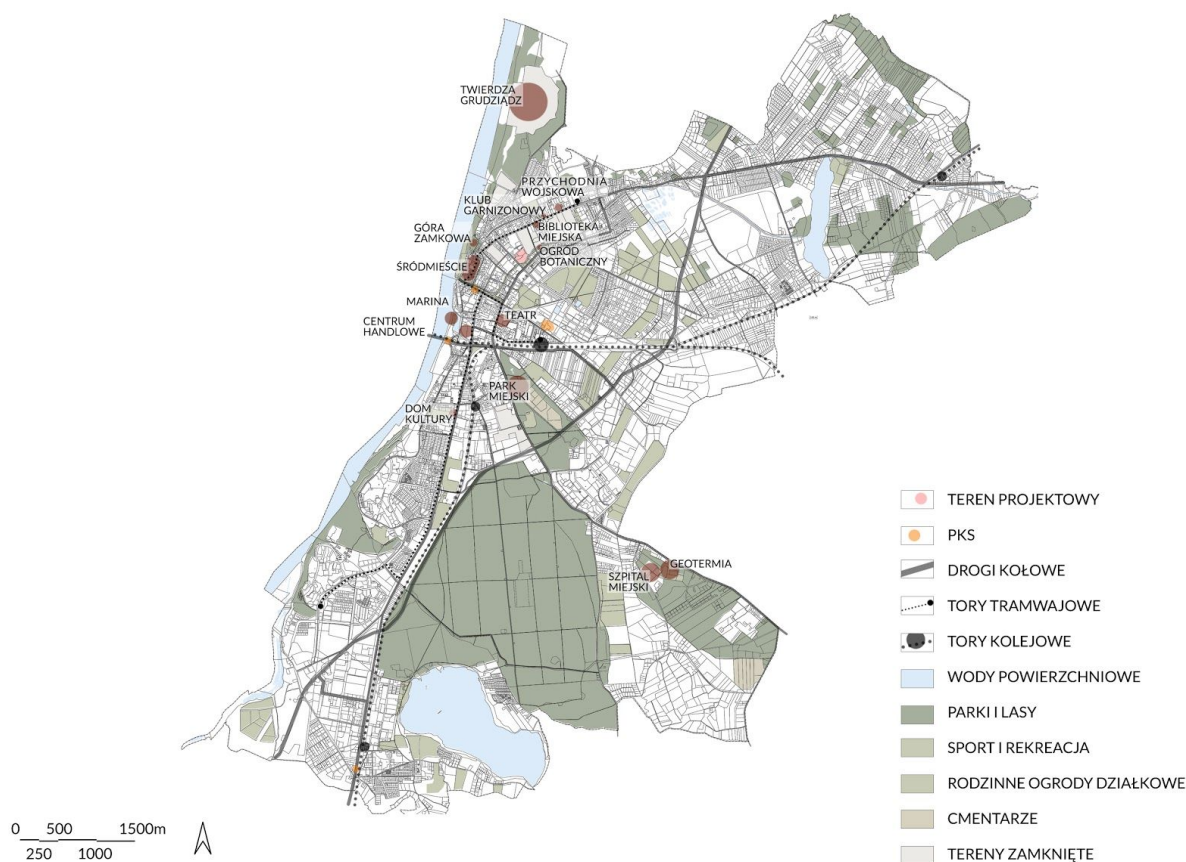 TWIERDZA
GRUDZIĄDZ
PRZYCHODNIA
WOJSKOWA
KLUB
GARNIZONOWY
GÓRA
ZAMKOWA
BIBLIOTEKA
MIEJSKA
OGRÓD
BOTANICZNY
ŚRÓDMIEŚCIE
MARINA
TEATR
CENTRUM
HANDLOWE
PARK
MIEJSKI
DOM
KULTURY
GEOTERMIA
SZPITAL
MIEJSKI
TEREN PROJEKTOWY
PKS
DROGI KOŁOWE
TORY TRAMWAJOWE
TORY KOLEJOWE
WODY POWIERZCHNIOWE
PARKI I LASY
SPORT I REKREACJA
RODZINNE OGRODY DZIAŁKOWE
CMENTARZE
TERENY ZAMKNIĘTE
0 500 1500m
250 1000